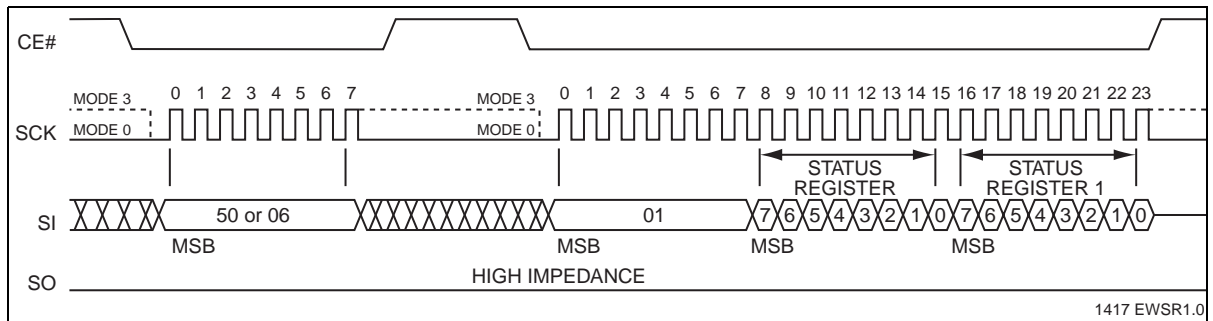 CE#
0 1 2 3 4 5 6 7 0 1 2 3 4 5 6 7 8 9 10 11 12 13 14 15 16 17 18 19 20 21 22 23
MODE 3 MODE 3
SCK MODE 0 MODE 0
STATUS STATUS
REGISTER REGISTER 1
SI 50 or 06 01 7 6 5 4 3 2 1 0 7 6 5 4 3 2 1 0
MSB MSB MSB MSB
HIGH IMPEDANCE
SO
1417 EWSR1.0